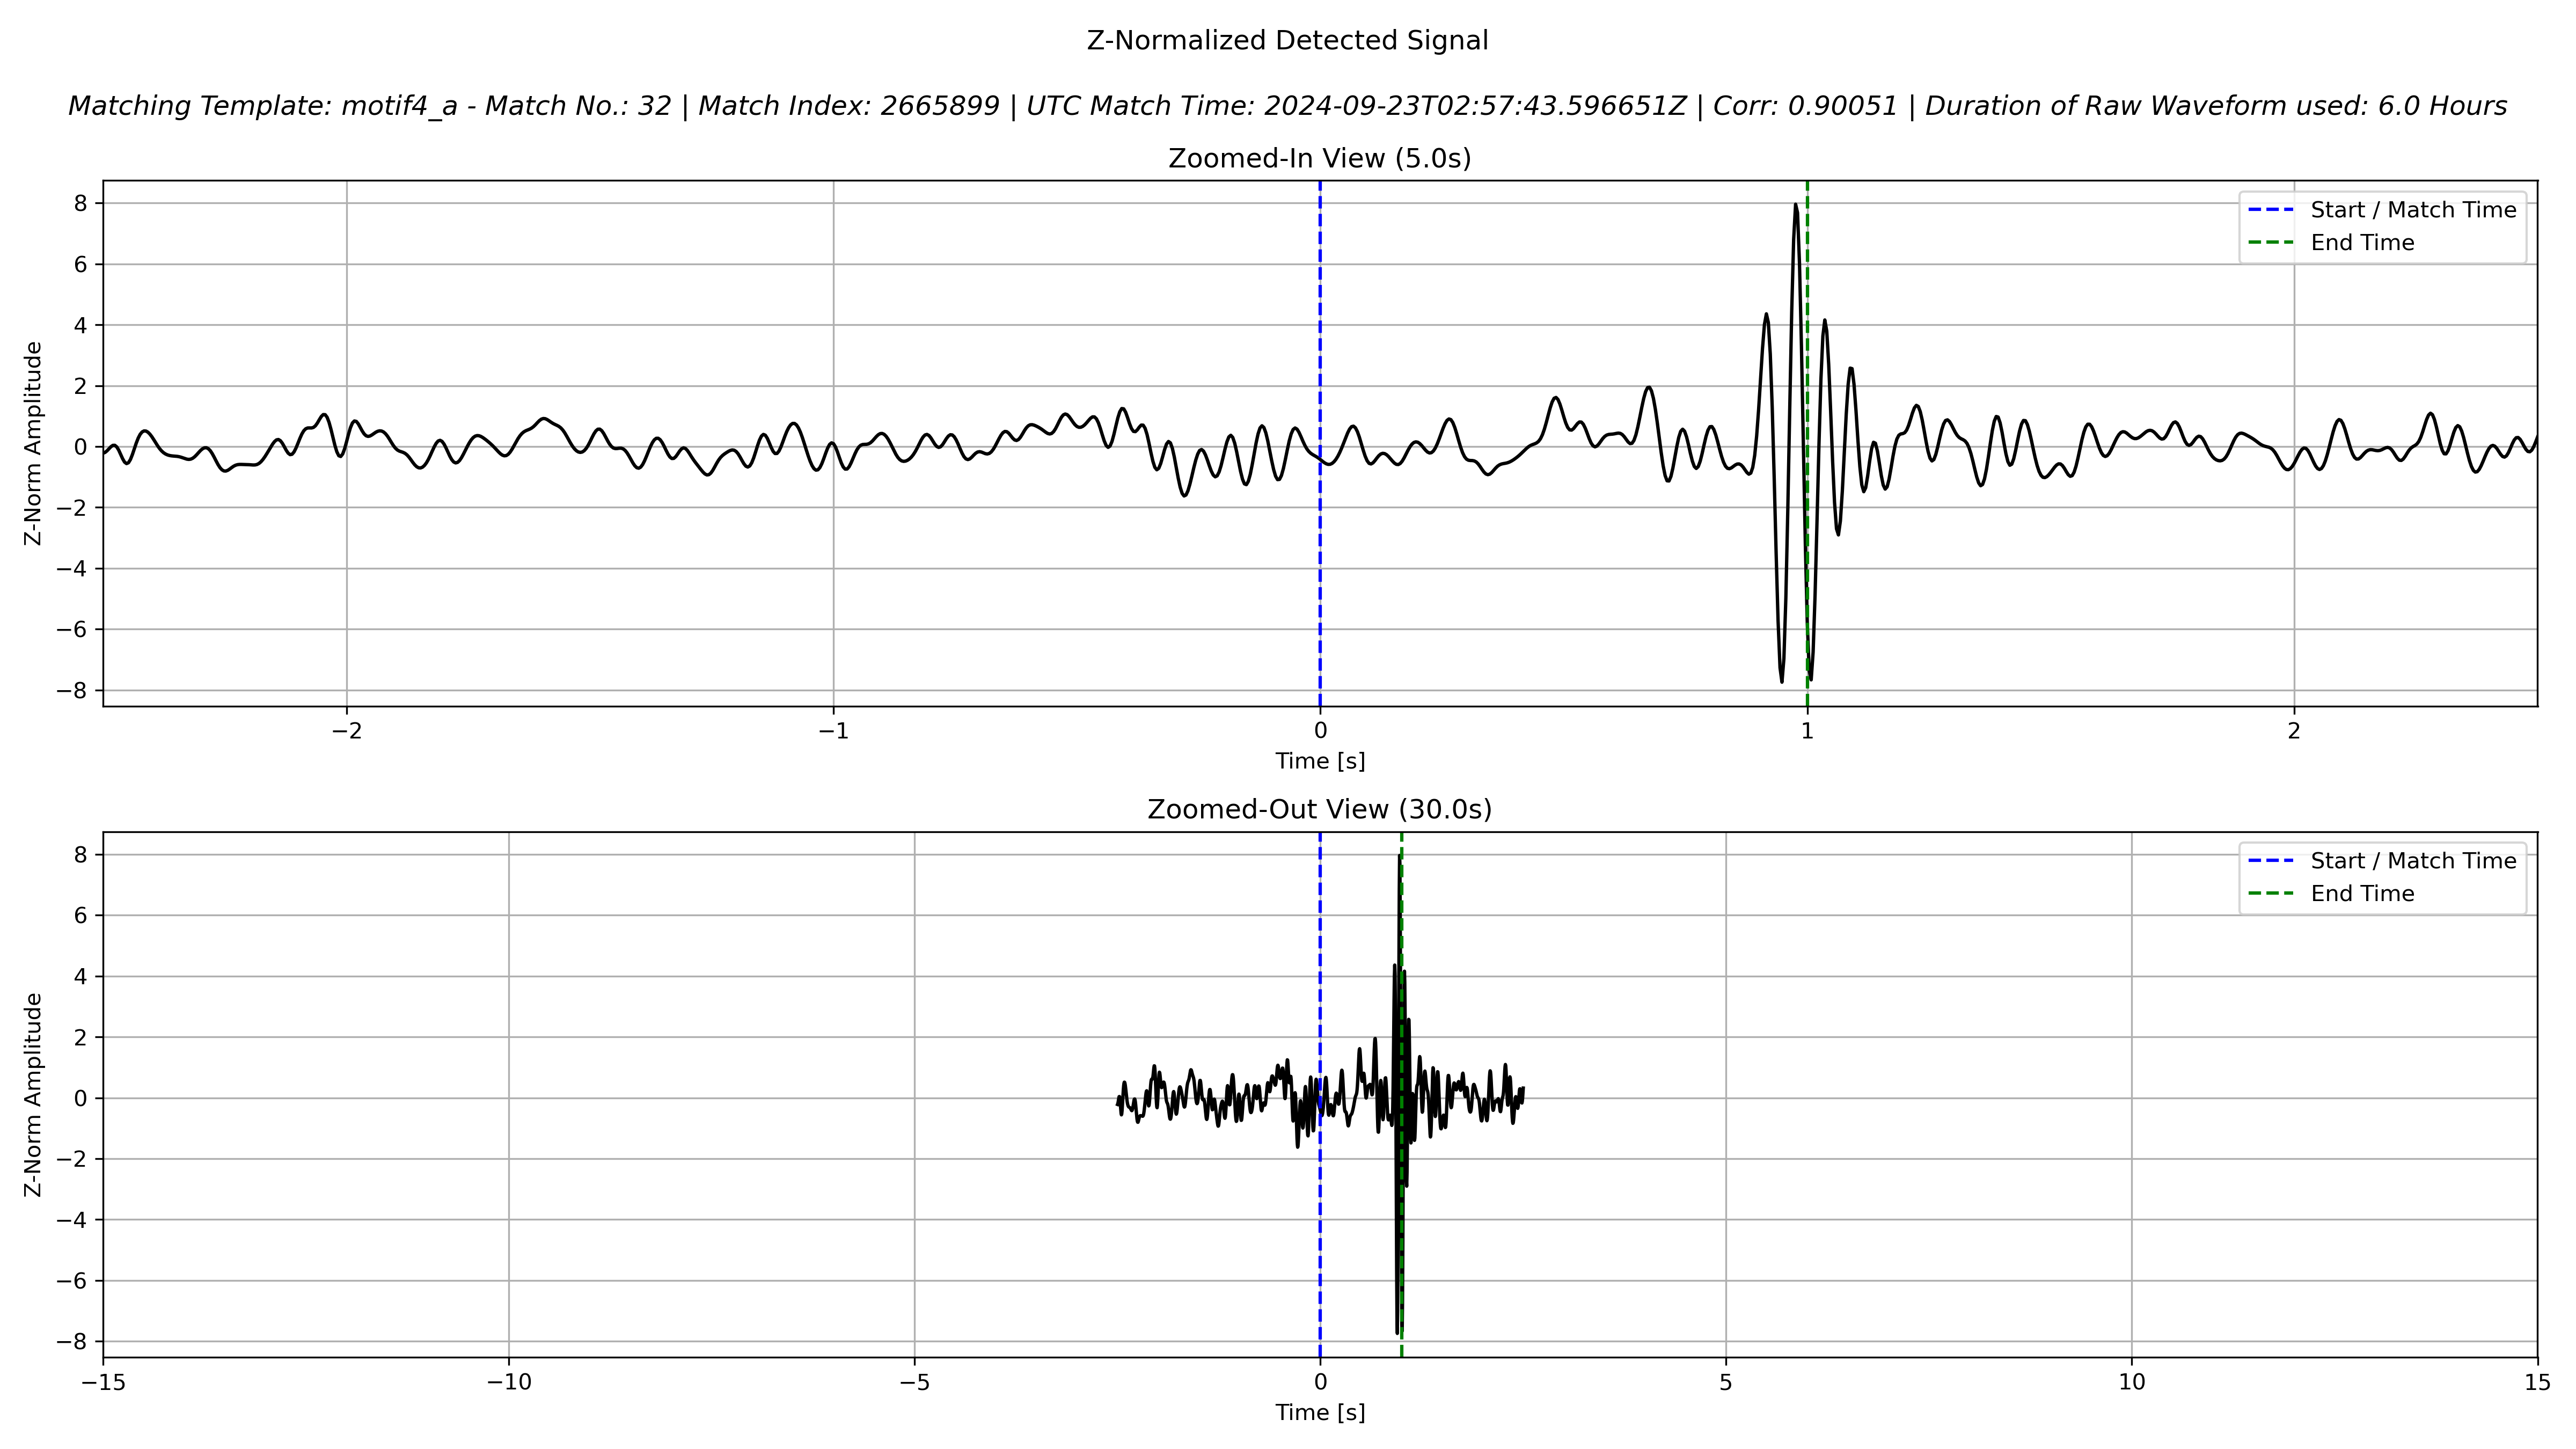 Z-Normalized Detected Signal
Matching Template: motif4_a - Match No.: 32 | Match Index: 2665899 | UTC Match Time: 2024-09-23T02:57:43.596651Z | Corr: 0.90051 | Duration of Raw Waveform used: 6.0 Hours
Zoomed-In View (5.0s)
8
6
4
2
0
−2
−4
−6
−8
Z-Norm Amplitude
Start / Match Time
End Time
−2
−1
0
1
2
Time [s]
Zoomed-Out View (30.0s)
8
6
4
2
0
−2
−4
−6
−8
Z-Norm Amplitude
Start / Match Time
End Time
−15
−10
−5
0
5
10
15
Time [s]